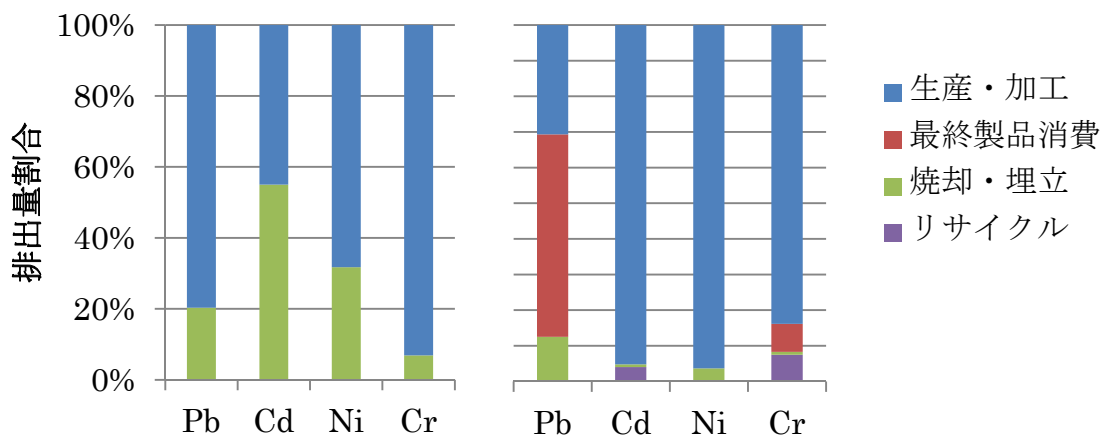 排出量割合
100%
80%
60%
40%
20%
0%
Pb Cd Ni Cr
Pb Cd Ni Cr
生産・加工
最終製品消費
焼却・埋立
リサイクル